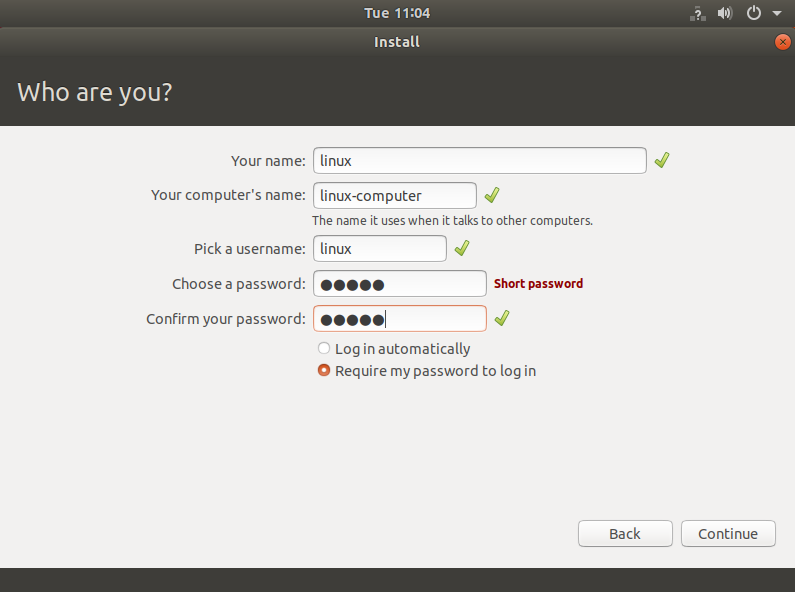 Tue 11:04
Install
Who are you?
Your name: linux
Your computer's name: linux-computer
The name it uses when it talks to other computers.
Pick a username: linux
Choose a password: ●●●●● Short password
Confirm your password: ●●●●●
Log in automatically
Require my password to log in
Back Continue